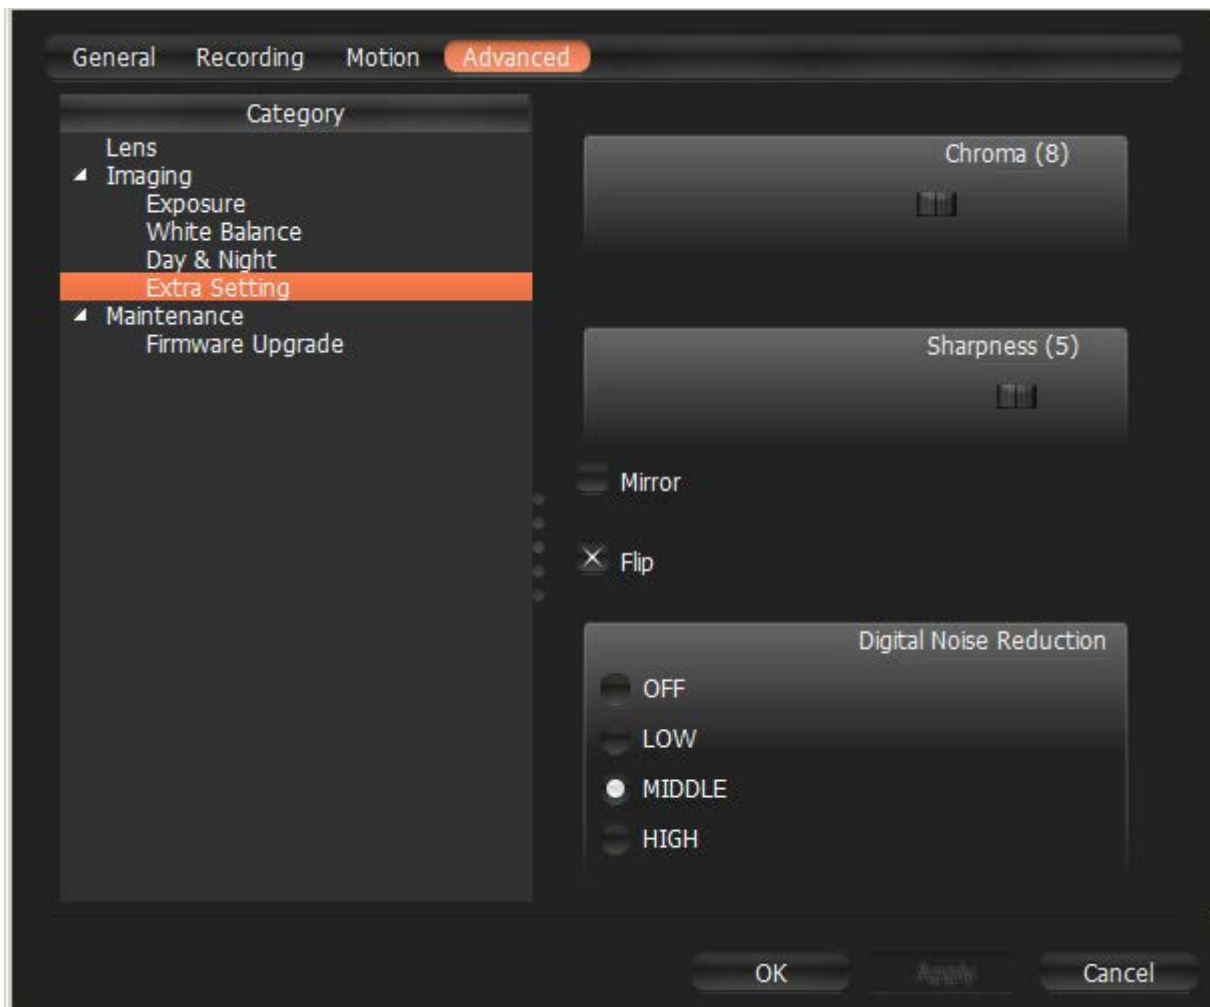 General Recording Motion Advanced
Category
Lens
Imaging
Exposure
White Balance
Day & Night
Extra Setting
Maintenance
Firmware Upgrade
Chroma (8)
Sharpness (5)
Mirror
Flip
Digital Noise Reduction
OFF
LOW
MIDDLE
HIGH
OK Apply Cancel